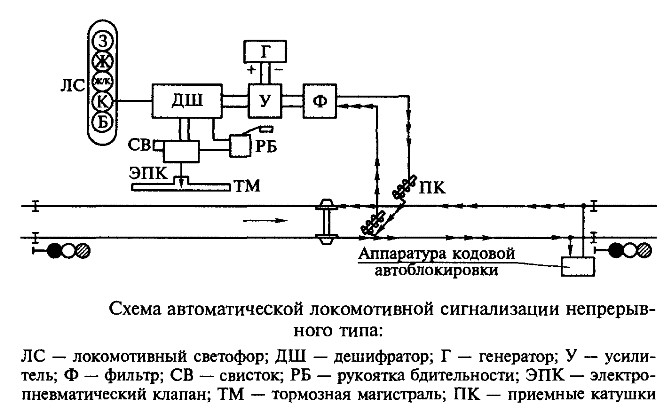 З
Ж
Ж/К
К
Б
ЛС
ДШ
Г
+ −
У
Ф
СВ
РБ
ЭПК
ТМ
ПК
Аппаратура кодовой
автоблокировки
Схема автоматической локомотивной сигнализации непрерыв-
ного типа:
ЛС — локомотивный светофор; ДШ — дешифратор; Г — генератор; У — усили-
тель; Ф — фильтр; СВ — свисток; РБ — рукоятка бдительности; ЭПК — электро-
пневматический клапан; ТМ — тормозная магистраль; ПК — приемные катушки